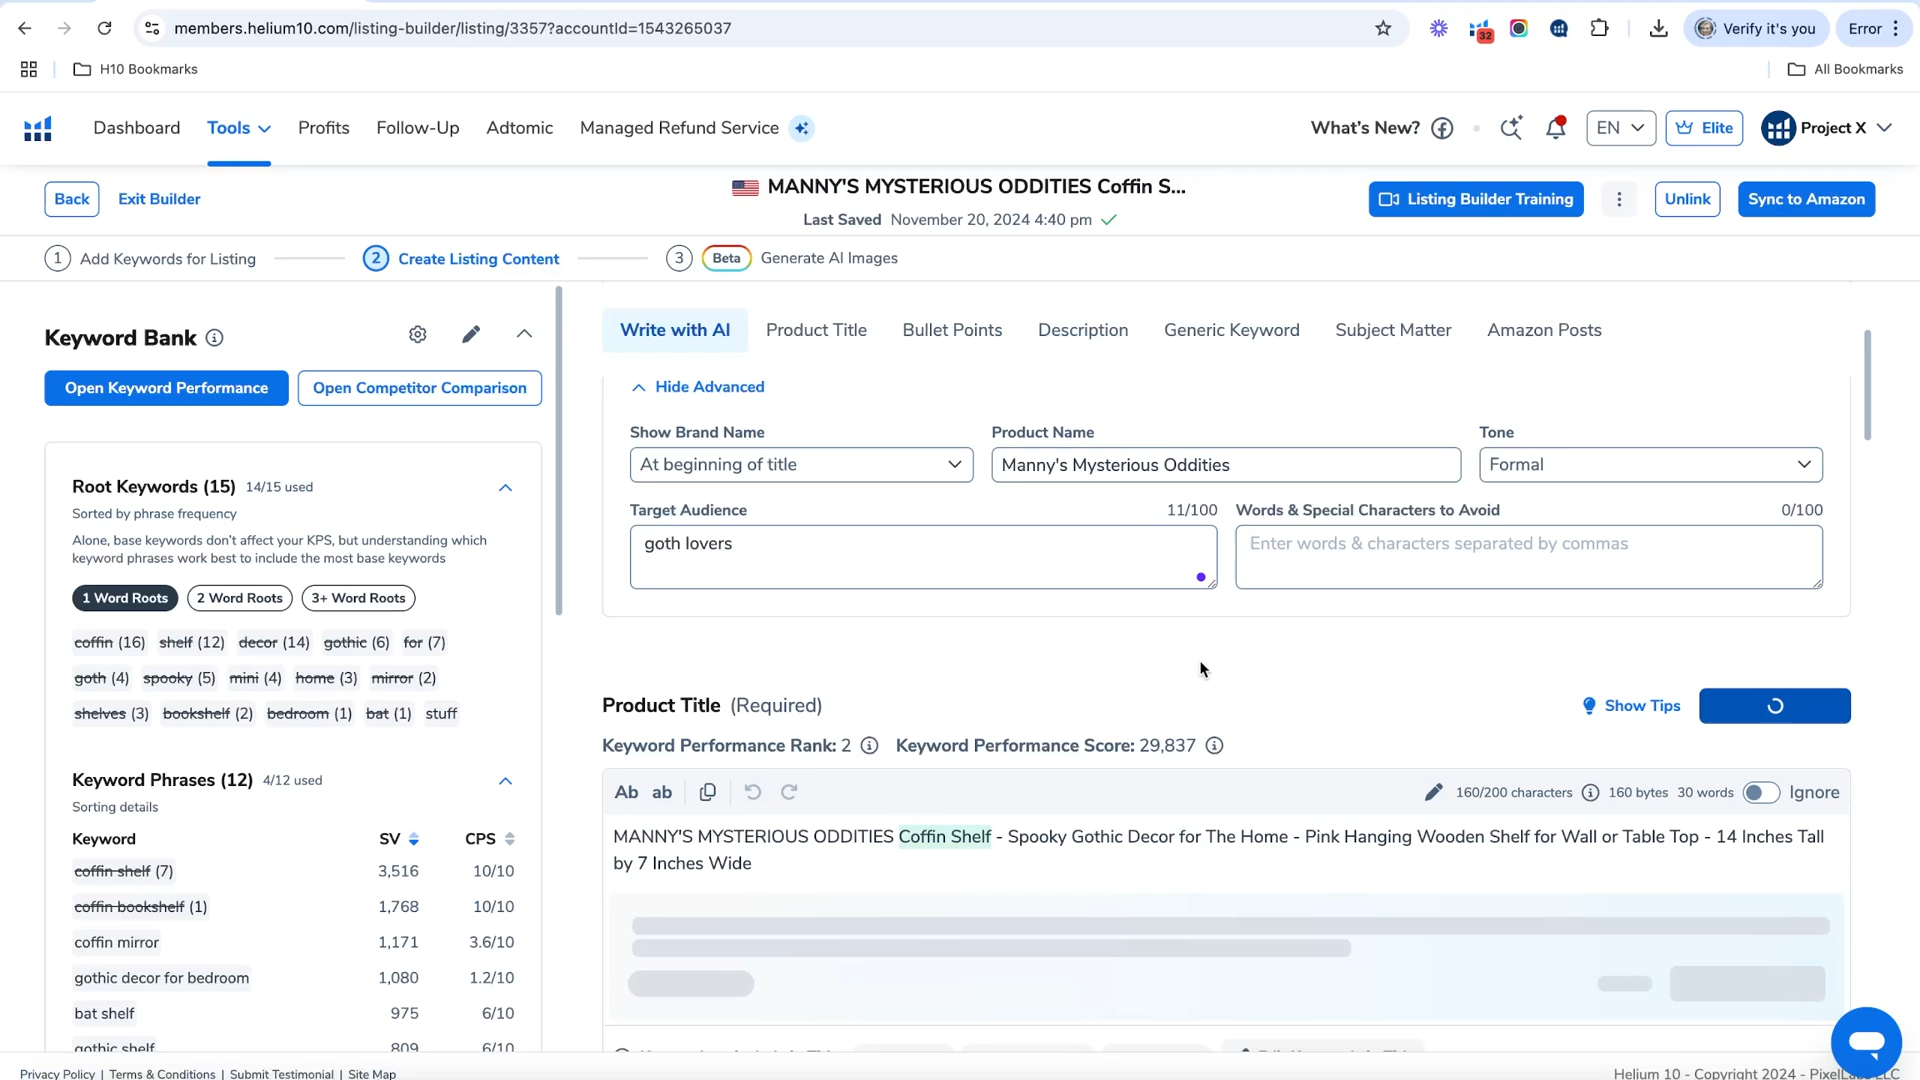 members.helium10.com/listing-builder/listing/3357?accountId=1543265037
32
Verify it's you
Error
H10 Bookmarks
All Bookmarks
Dashboard
Tools
Profits
Follow-Up
Adtomic
Managed Refund Service
What's New?
EN
Elite
Project X
Back
Exit Builder
MANNY'S MYSTERIOUS ODDITIES Coffin S...
Last Saved November 20, 2024 4:40 pm
Listing Builder Training
Unlink
Sync to Amazon
1 Add Keywords for Listing
2 Create Listing Content
3 Beta Generate AI Images
Keyword Bank
Open Keyword Performance
Open Competitor Comparison
Root Keywords (15) 14/15 used
Sorted by phrase frequency
Alone, base keywords don't affect your KPS, but understanding which
keyword phrases work best to include the most base keywords
1 Word Roots 2 Word Roots 3+ Word Roots
coffin (16) shelf (12) decor (14) gothic (6) for (7)
goth (4) spooky (5) mini (4) home (3) mirror (2)
shelves (3) bookshelf (2) bedroom (1) bat (1) stuff
Keyword Phrases (12) 4/12 used
Sorting details
Keyword SV CPS
coffin shelf (7) 3,516 10/10
coffin bookshelf (1) 1,768 10/10
coffin mirror 1,171 3.6/10
gothic decor for bedroom 1,080 1.2/10
bat shelf 975 6/10
gothic shelf 809 6/10
Write with AI
Product Title
Bullet Points
Description
Generic Keyword
Subject Matter
Amazon Posts
Hide Advanced
Show Brand Name
At beginning of title
Product Name
Manny's Mysterious Oddities
Tone
Formal
Target Audience 11/100
goth lovers
Words & Special Characters to Avoid 0/100
Enter words & characters separated by commas
Product Title (Required)
Show Tips
Keyword Performance Rank: 2 Keyword Performance Score: 29,837
Ab ab
160/200 characters 160 bytes 30 words Ignore
MANNY'S MYSTERIOUS ODDITIES Coffin Shelf - Spooky Gothic Decor for The Home - Pink Hanging Wooden Shelf for Wall or Table Top - 14 Inches Tall
by 7 Inches Wide
Privacy Policy | Terms & Conditions | Submit Testimonial | Site Map
Helium 10 - Copyright 2024 -